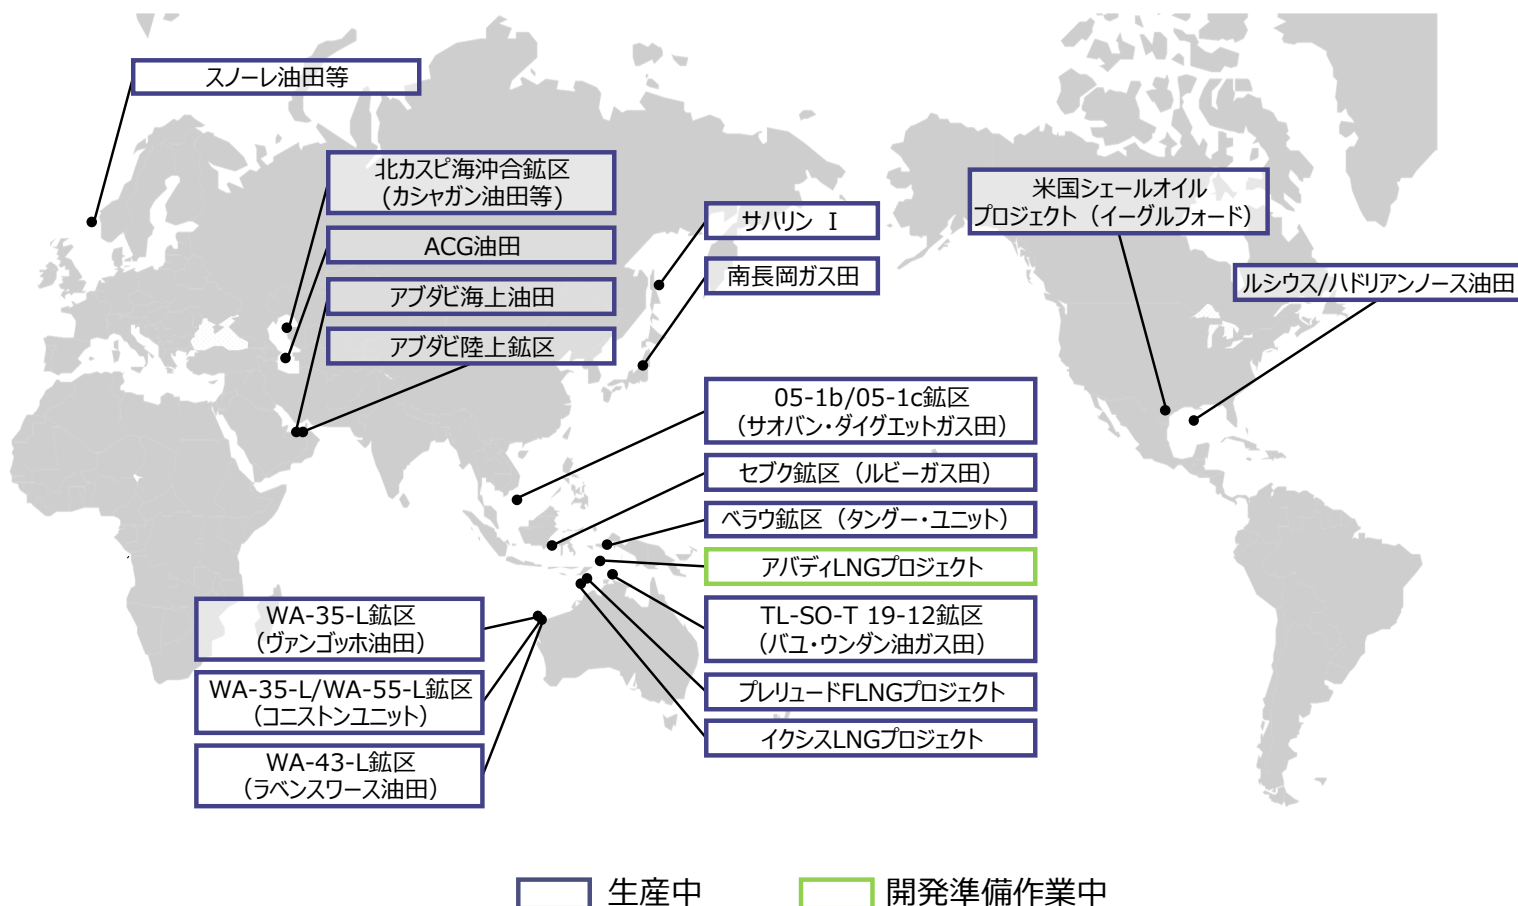 スノーレ油田等
北カスピ海沖合鉱区
(カシャガン油田等)
ACG油田
アブダビ海上油田
アブダビ陸上鉱区
サハリン Ⅰ
南長岡ガス田
米国シェールオイル
プロジェクト（イーグルフォード）
ルシウス/ハドリアンノース油田
05-1b/05-1c鉱区
（サオバン・ダイグエットガス田）
セブク鉱区（ルビーガス田）
ベラウ鉱区（タングー・ユニット）
アバディLNGプロジェクト
TL-SO-T 19-12鉱区
（バユ・ウンダン油ガス田）
プレリュードFLNGプロジェクト
イクシスLNGプロジェクト
WA-35-L鉱区
（ヴァンゴッホ油田）
WA-35-L/WA-55-L鉱区
（コニストンユニット）
WA-43-L鉱区
（ラベンスワース油田）
生産中
開発準備作業中